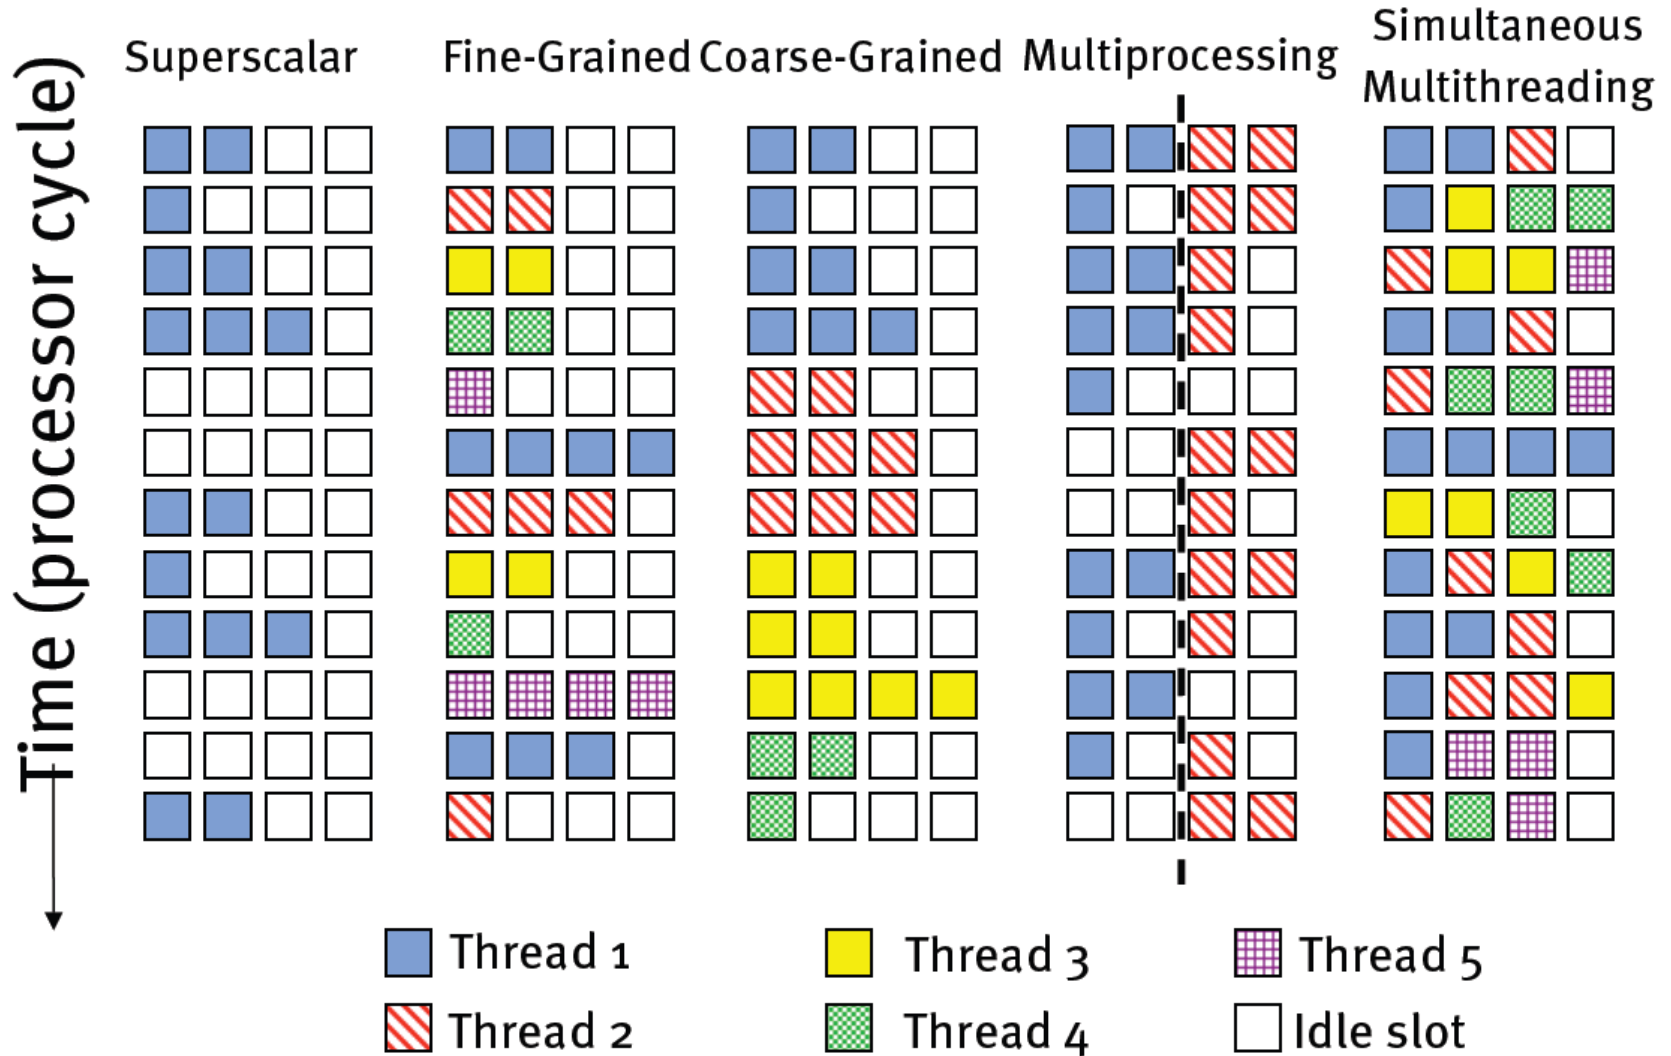 Superscalar
Fine-Grained
Coarse-Grained
Multiprocessing
Simultaneous
Multithreading
Time (processor cycle)
Thread 1
Thread 3
Thread 5
Thread 2
Thread 4
Idle slot